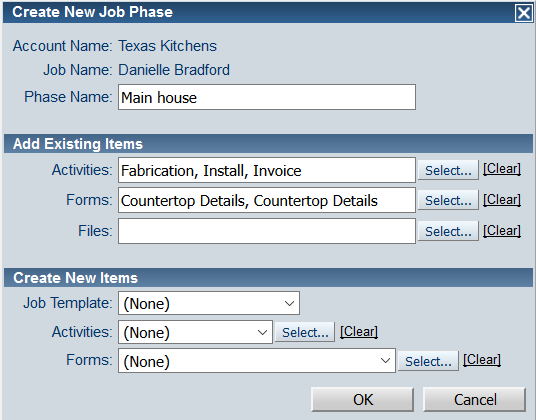 Create New Job Phase
Account Name: Texas Kitchens
Job Name: Danielle Bradford
Phase Name: Main house
Add Existing Items
Activities: Fabrication, Install, Invoice Select... [Clear]
Forms: Countertop Details, Countertop Details Select... [Clear]
Files: Select... [Clear]
Create New Items
Job Template: (None)
Activities: (None) Select... [Clear]
Forms: (None) Select... [Clear]
OK Cancel